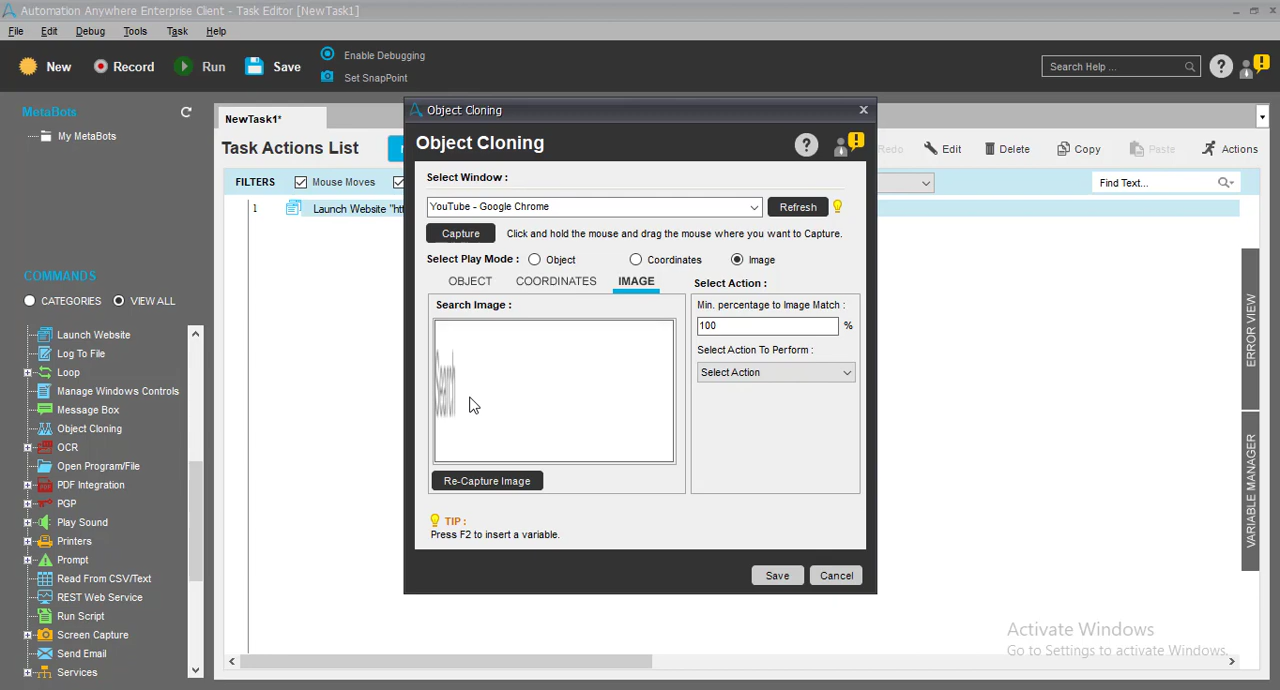 Automation Anywhere Enterprise Client - Task Editor [NewTask1]
File Edit Debug Tools Task Help
New Record Run Save Enable Debugging
Set SnapPoint
Search Help ...
MetaBots
My MetaBots
NewTask1*
Task Actions List
Redo Edit Delete Copy Paste Actions
FILTERS Mouse Moves
Find Text...
1 Launch Website "ht
COMMANDS
CATEGORIES VIEW ALL
Launch Website
Log To File
Loop
Manage Windows Controls
Message Box
Object Cloning
OCR
Open Program/File
PDF Integration
PGP
Play Sound
Printers
Prompt
Read From CSV/Text
REST Web Service
Run Script
Screen Capture
Send Email
Services
Object Cloning
Object Cloning
Select Window :
YouTube - Google Chrome Refresh
Capture Click and hold the mouse and drag the mouse where you want to Capture.
Select Play Mode : Object Coordinates Image
OBJECT COORDINATES IMAGE
Search Image :
Search
Re-Capture Image
Select Action :
Min. percentage to Image Match :
100 %
Select Action To Perform :
Select Action
TIP :
Press F2 to insert a variable.
Save Cancel
ERROR VIEW
VARIABLE MANAGER
Activate Windows
Go to Settings to activate Windows.